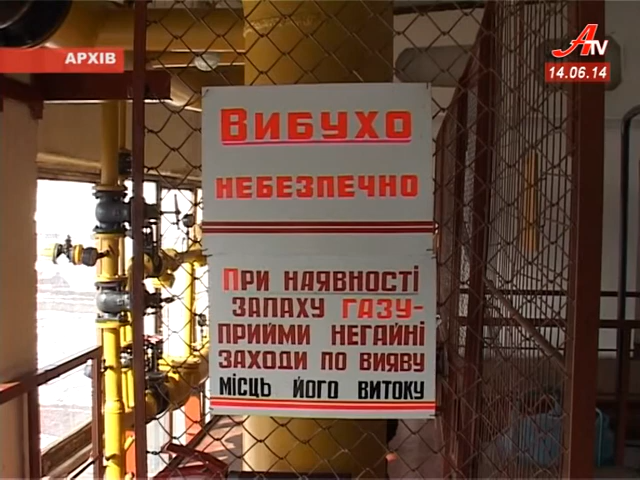 АРХІВ
ATV
14.06.14
ВИБУХО
НЕБЕЗПЕЧНО
ПРИ НАЯВНОСТІ
ЗАПАХУ ГАЗУ-
ПРИЙМИ НЕГАЙНІ
ЗАХОДИ ПО ВИЯВУ
МІСЦЬ ЙОГО ВИТОКУ